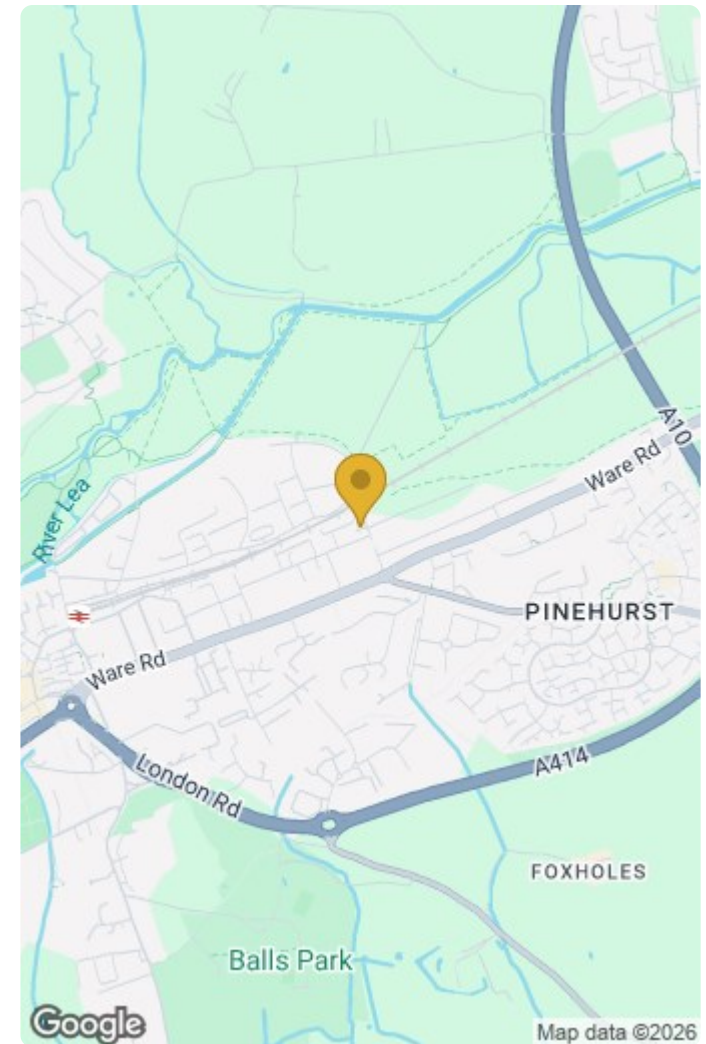 A10
Ware Rd
River Lea
PINEHURST
Ware Rd
London Rd
A414
FOXHOLES
Balls Park
Google
Map data ©2026